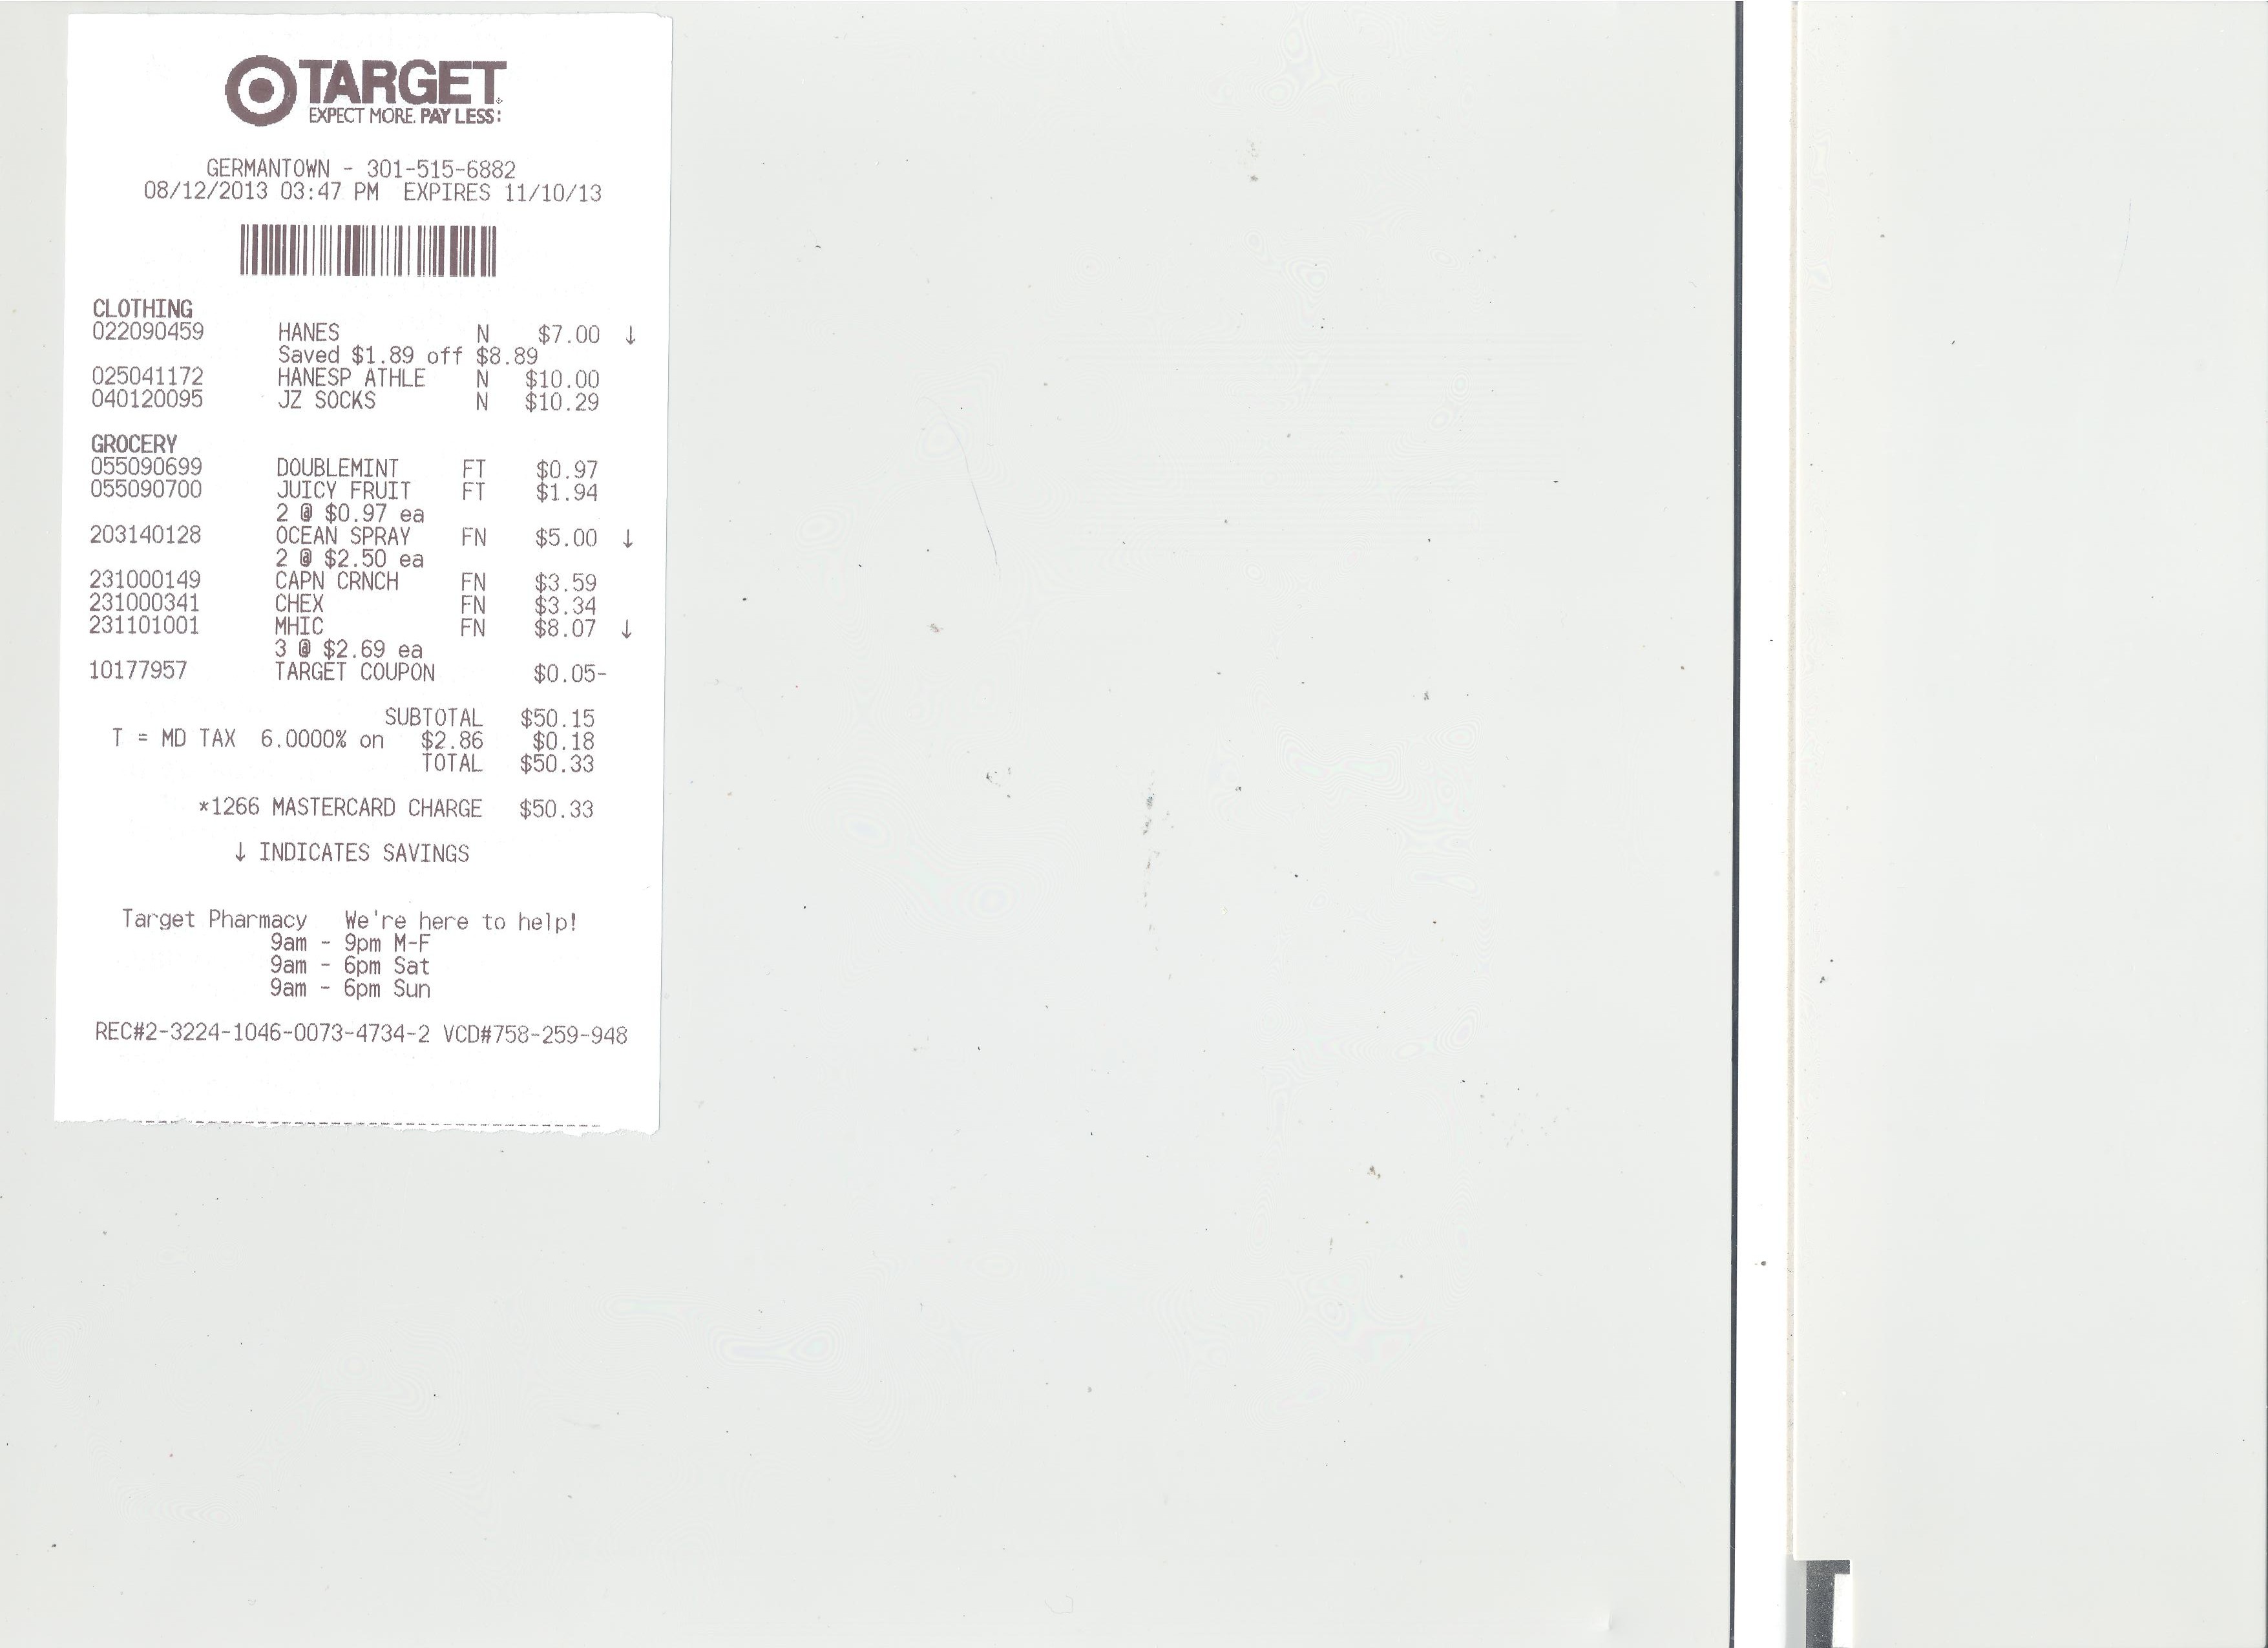 TARGET
EXPECT MORE. PAY LESS.
GERMANTOWN - 301-515-6882
08/12/2013 03:47 PM EXPIRES 11/10/13
CLOTHING
022090459 HANES N $7.00 ↓
Saved $1.89 off $8.89
025041172 HANESP ATHLE N $10.00
040120095 JZ SOCKS N $10.29
GROCERY
055090699 DOUBLEMINT FT $0.97
055090700 JUICY FRUIT FT $1.94
2 @ $0.97 ea
203140128 OCEAN SPRAY FN $5.00 ↓
2 @ $2.50 ea
231000149 CAPN CRNCH FN $3.59
231000341 CHEX FN $3.34
231101001 MHIC FN $8.07 ↓
3 @ $2.69 ea
10177957 TARGET COUPON $0.05-
SUBTOTAL $50.15
T = MD TAX 6.0000% on $2.86 $0.18
TOTAL $50.33
*1266 MASTERCARD CHARGE $50.33
↓ INDICATES SAVINGS
Target Pharmacy We're here to help!
9am - 9pm M-F
9am - 6pm Sat
9am - 6pm Sun
REC#2-3224-1046-0073-4734-2 VCD#758-259-948